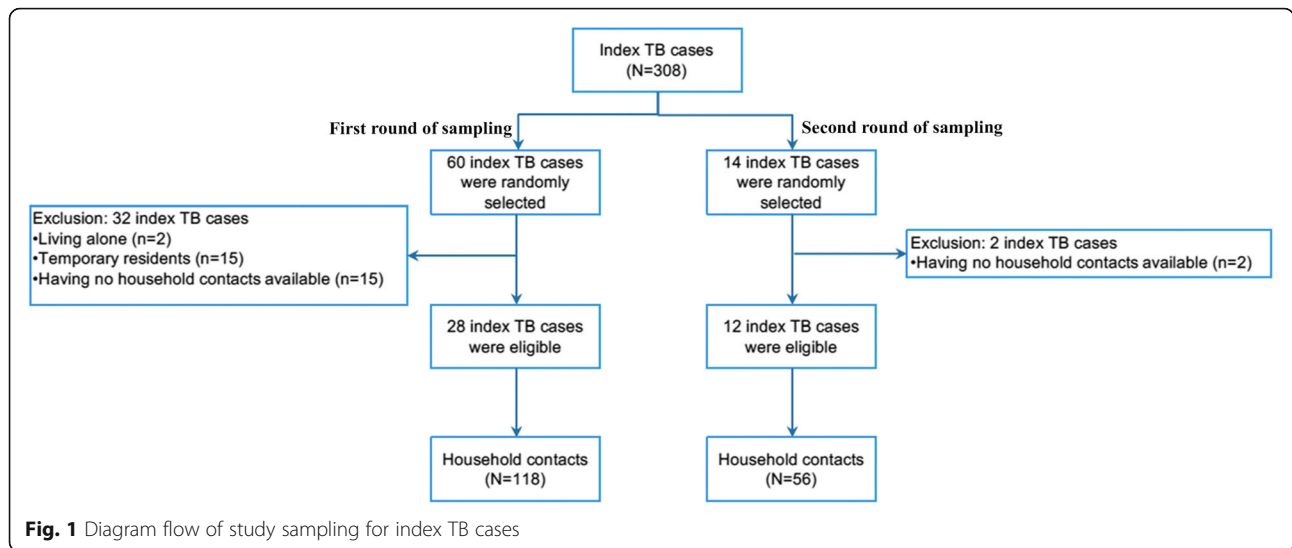 Index TB cases
(N=308)
First round of sampling
Second round of sampling
60 index TB cases
were randomly
selected
14 index TB cases
were randomly
selected
Exclusion: 32 index TB cases
•Living alone (n=2)
•Temporary residents (n=15)
•Having no household contacts available (n=15)
Exclusion: 2 index TB cases
•Having no household contacts available (n=2)
28 index TB cases
were eligible
12 index TB cases
were eligible
Household contacts
(N=118)
Household contacts
(N=56)
Fig. 1 Diagram flow of study sampling for index TB cases